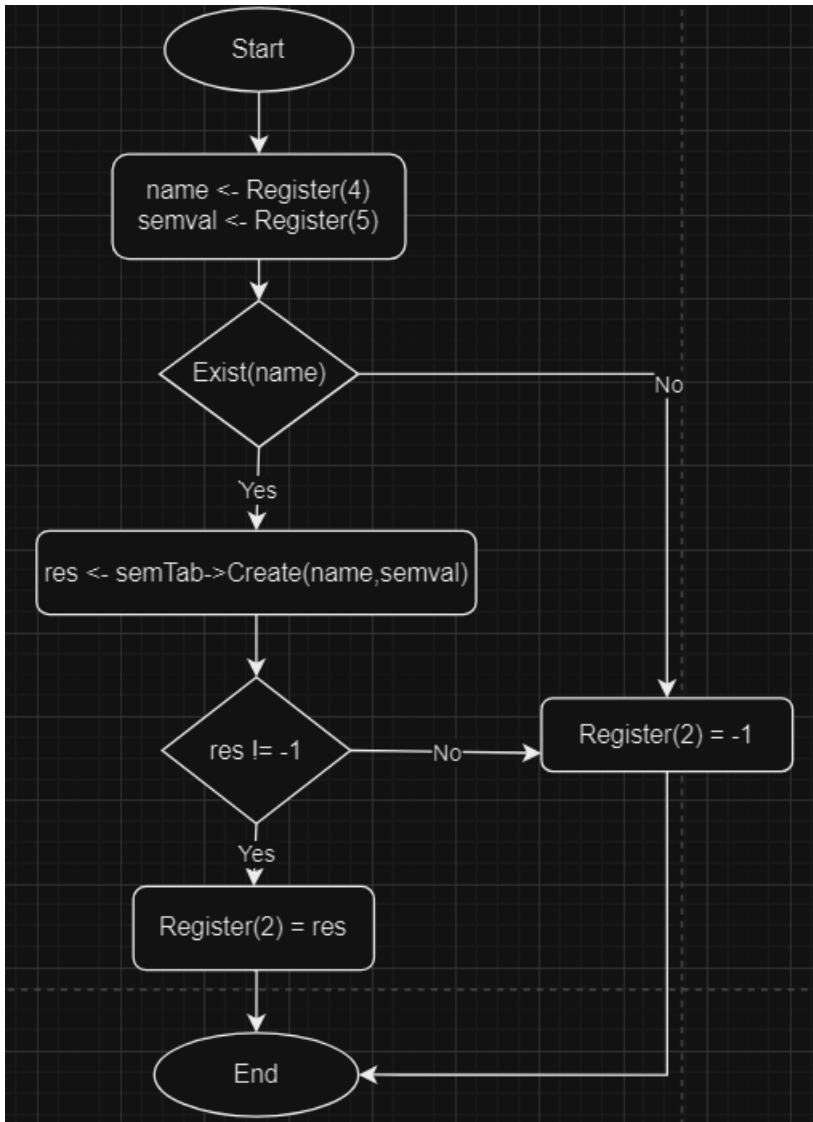 Start
name <- Register(4)
semval <- Register(5)
Exist(name)
No
Yes
res <- semTab->Create(name,semval)
res != -1
No
Register(2) = -1
Yes
Register(2) = res
End